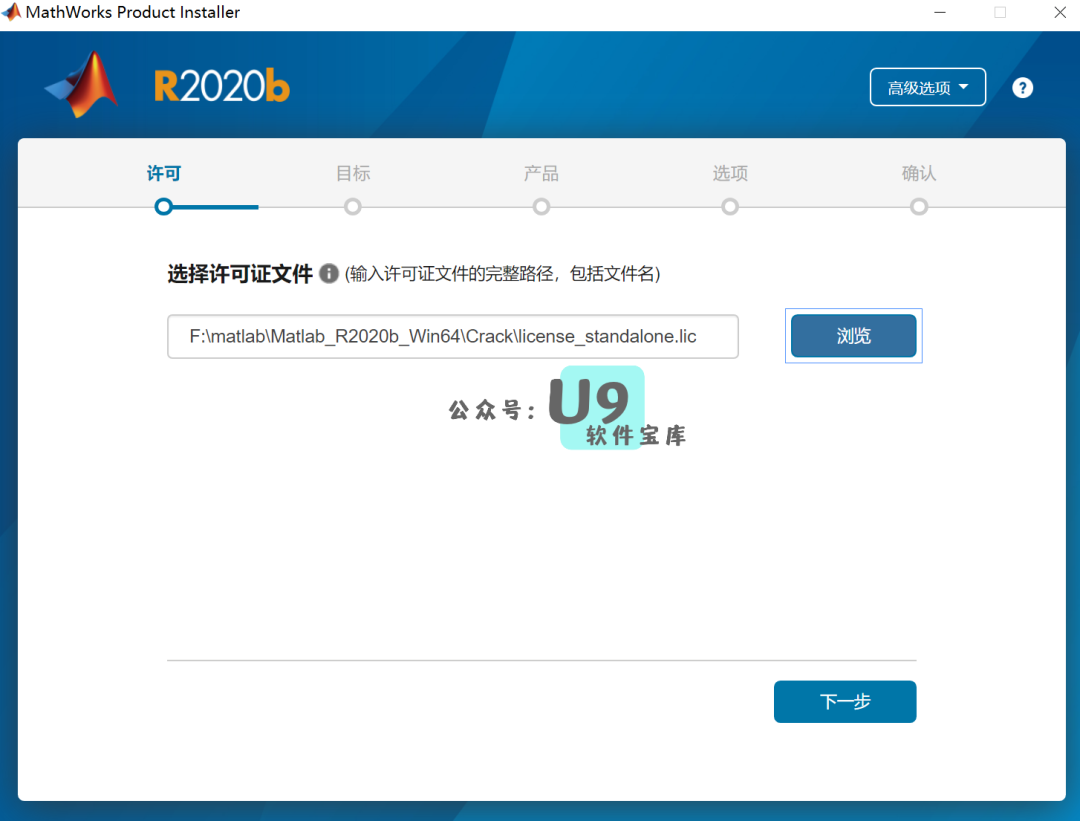 MathWorks Product Installer
R2020b
高级选项
?
许可
目标
产品
选项
确认
选择许可证文件 i (输入许可证文件的完整路径，包括文件名)
F:\matlab\Matlab_R2020b_Win64\Crack\license_standalone.lic
浏览
公众号: U9
软件宝库
下一步